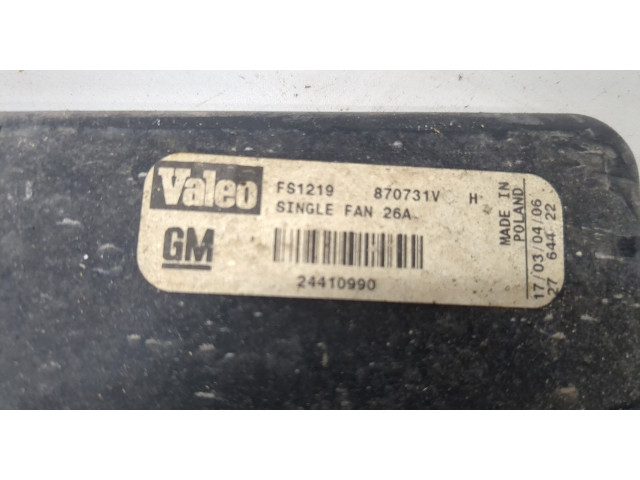 Valeo FS1219 870731V H
SINGLE FAN 26A
GM
24410990
MADE IN
POLAND
17/03/04/06
27 644 22